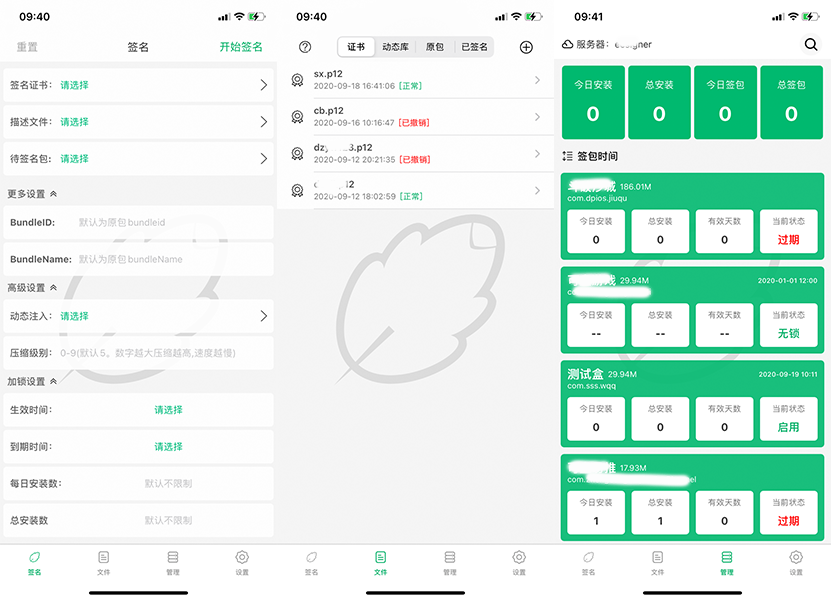 09:40
重置 签名 开始签名
签名证书: 请选择
描述文件: 请选择
待签名包: 请选择
更多设置
BundleID: 默认为原包bundleid
BundleName: 默认为原包bundleName
高级设置
动态注入: 请选择
压缩级别: 0-9(默认5，数字越大压缩越高,速度越慢)
加锁设置
生效时间: 请选择
到期时间: 请选择
每日安装数: 默认不限制
总安装数 默认不限制
签名 文件 管理 设置
09:40
证书 动态库 原包 已签名
sx.p12
2020-09-18 16:41:06 [正常]
cb.p12
2020-09-16 10:16:47 [已撤销]
3.p12
2020-09-12 20:21:35 [已撤销]
12
2020-09-12 18:02:59 [正常]
签名 文件 管理 设置
09:41
服务器:
今日安装 总安装 今日签包 总签包
0 0 0 0
签包时间
186.01M
com.dpios.jiuqu
今日安装 总安装 有效天数 当前状态
0 0 0 过期
29.94M 2020-01-01 12:00
今日安装 总安装 有效天数 当前状态
-- -- -- 无锁
测试盒 29.94M 2020-09-19 10:11
com.sss.wqq
今日安装 总安装 有效天数 当前状态
0 0 0 启用
17.93M
com.
今日安装 总安装 有效天数 当前状态
1 1 0 过期
签名 文件 管理 设置